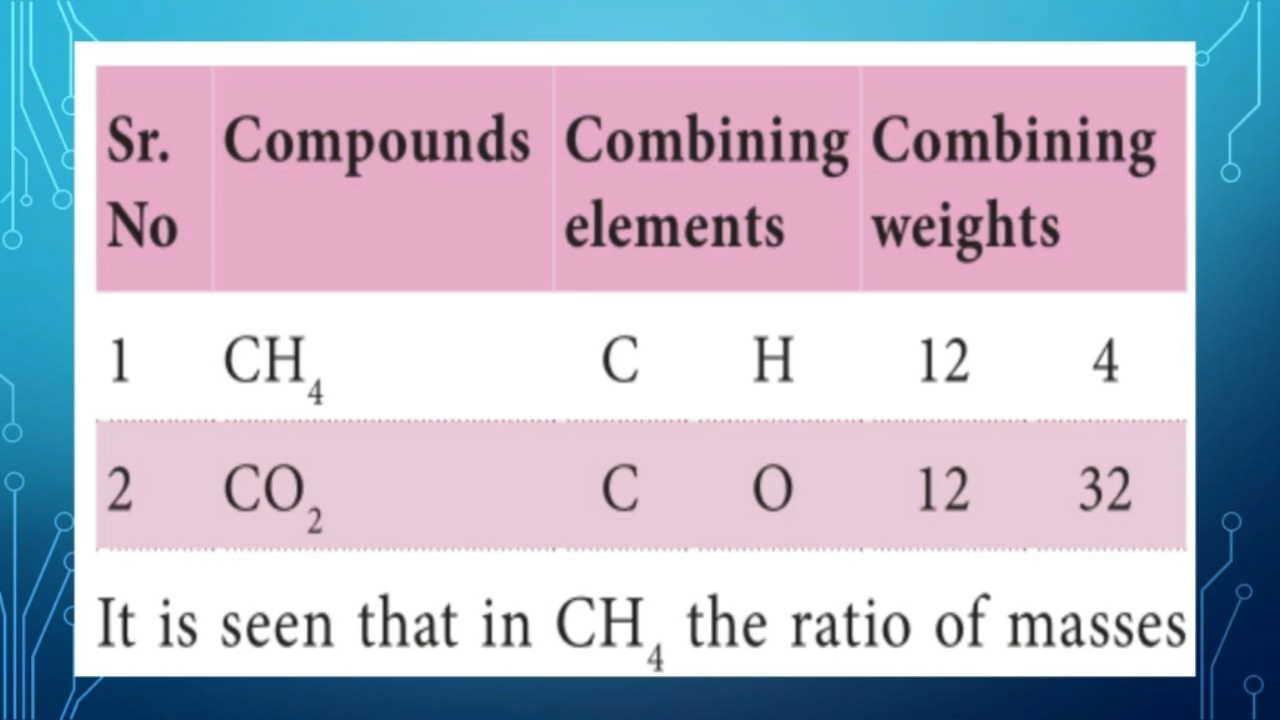 Sr. No Compounds Combining elements Combining weights
1 CH₄ C H 12 4
2 CO₂ C O 12 32
It is seen that in CH₄ the ratio of masses